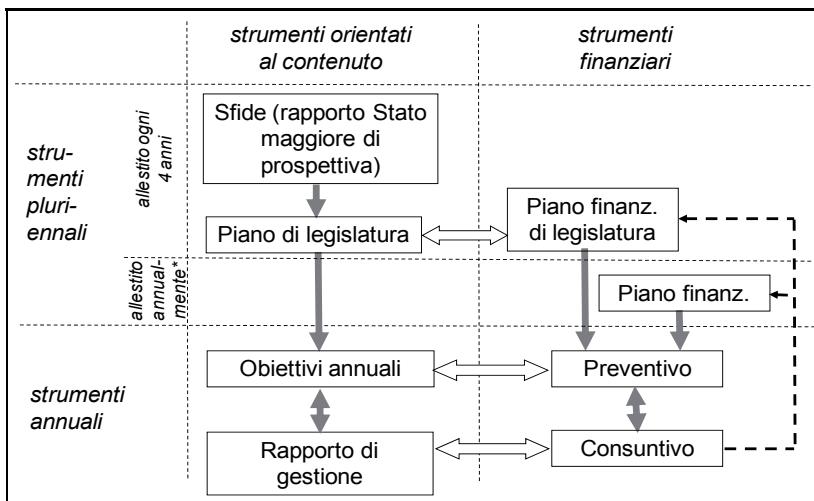 strumenti orientati
al contenuto
strumenti
finanziari
stru-
menti
pluri-
ennali
allestito ogni
4 anni
Sfide (rapporto Stato
maggiore di
prospettiva)
Piano di legislatura
Piano finanz.
di legislatura
allestito
annual-
mente*
Piano finanz.
strumenti
annuali
Obiettivi annuali
Preventivo
Rapporto di
gestione
Consuntivo